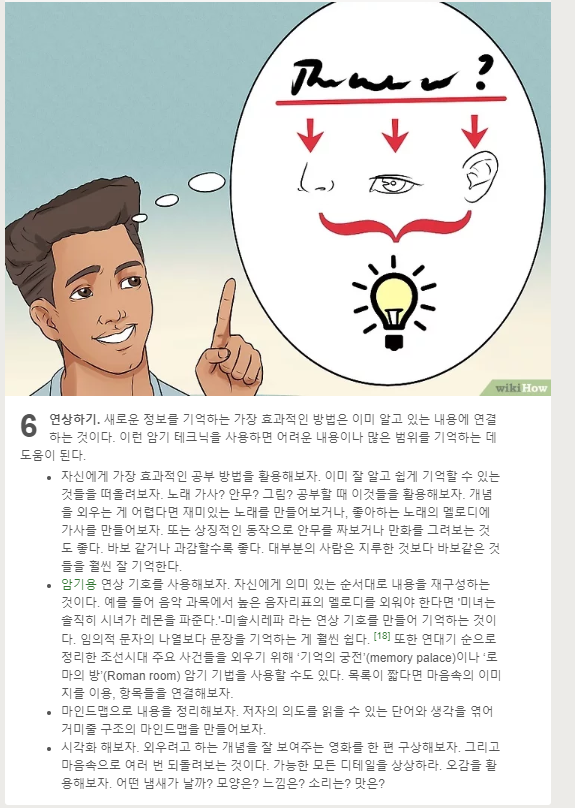 ?
wikiHow
6 연상하기. 새로운 정보를 기억하는 가장 효과적인 방법은 이미 알고 있는 내용에 연결
하는 것이다. 이런 암기 테크닉을 사용하면 어려운 내용이나 많은 범위를 기억하는 데
도움이 된다.
• 자신에게 가장 효과적인 공부 방법을 활용해보자. 이미 잘 알고 쉽게 기억할 수 있는
것들을 떠올려보자. 노래 가사? 안무? 그림? 공부할 때 이것들을 활용해보자. 개념
을 외우는 게 어렵다면 재미있는 노래를 만들어보거나, 좋아하는 노래의 멜로디에
가사를 만들어보자. 또는 상징적인 동작으로 안무를 짜보거나 만화를 그려보는 것
도 좋다. 바보 같거나 과감할수록 좋다. 대부분의 사람은 지루한 것보다 바보같은 것
들을 훨씬 잘 기억한다.
• 암기용 연상 기호를 사용해보자. 자신에게 의미 있는 순서대로 내용을 재구성하는
것이다. 예를 들어 음악 과목에서 높은 음자리표의 멜로디를 외워야 한다면 '미녀는
솔직히 시녀가 레몬을 파준다.'-미솔시레파 라는 연상 기호를 만들어 기억하는 것이
다. 임의적 문자의 나열보다 문장을 기억하는 게 훨씬 쉽다. [18] 또한 연대기 순으로
정리한 조선시대 주요 사건들을 외우기 위해 '기억의 궁전'(memory palace)이나 '로
마의 방'(Roman room) 암기 기법을 사용할 수도 있다. 목록이 짧다면 마음속의 이미
지를 이용, 항목들을 연결해보자.
• 마인드맵으로 내용을 정리해보자. 저자의 의도를 읽을 수 있는 단어와 생각을 엮어
거미줄 구조의 마인드맵을 만들어보자.
• 시각화 해보자. 외우려고 하는 개념을 잘 보여주는 영화를 한 편 구상해보자. 그리고
마음속으로 여러 번 되돌려보는 것이다. 가능한 모든 디테일을 상상하라. 오감을 활
용해보자. 어떤 냄새가 날까? 모양은? 느낌은? 소리는? 맛은?